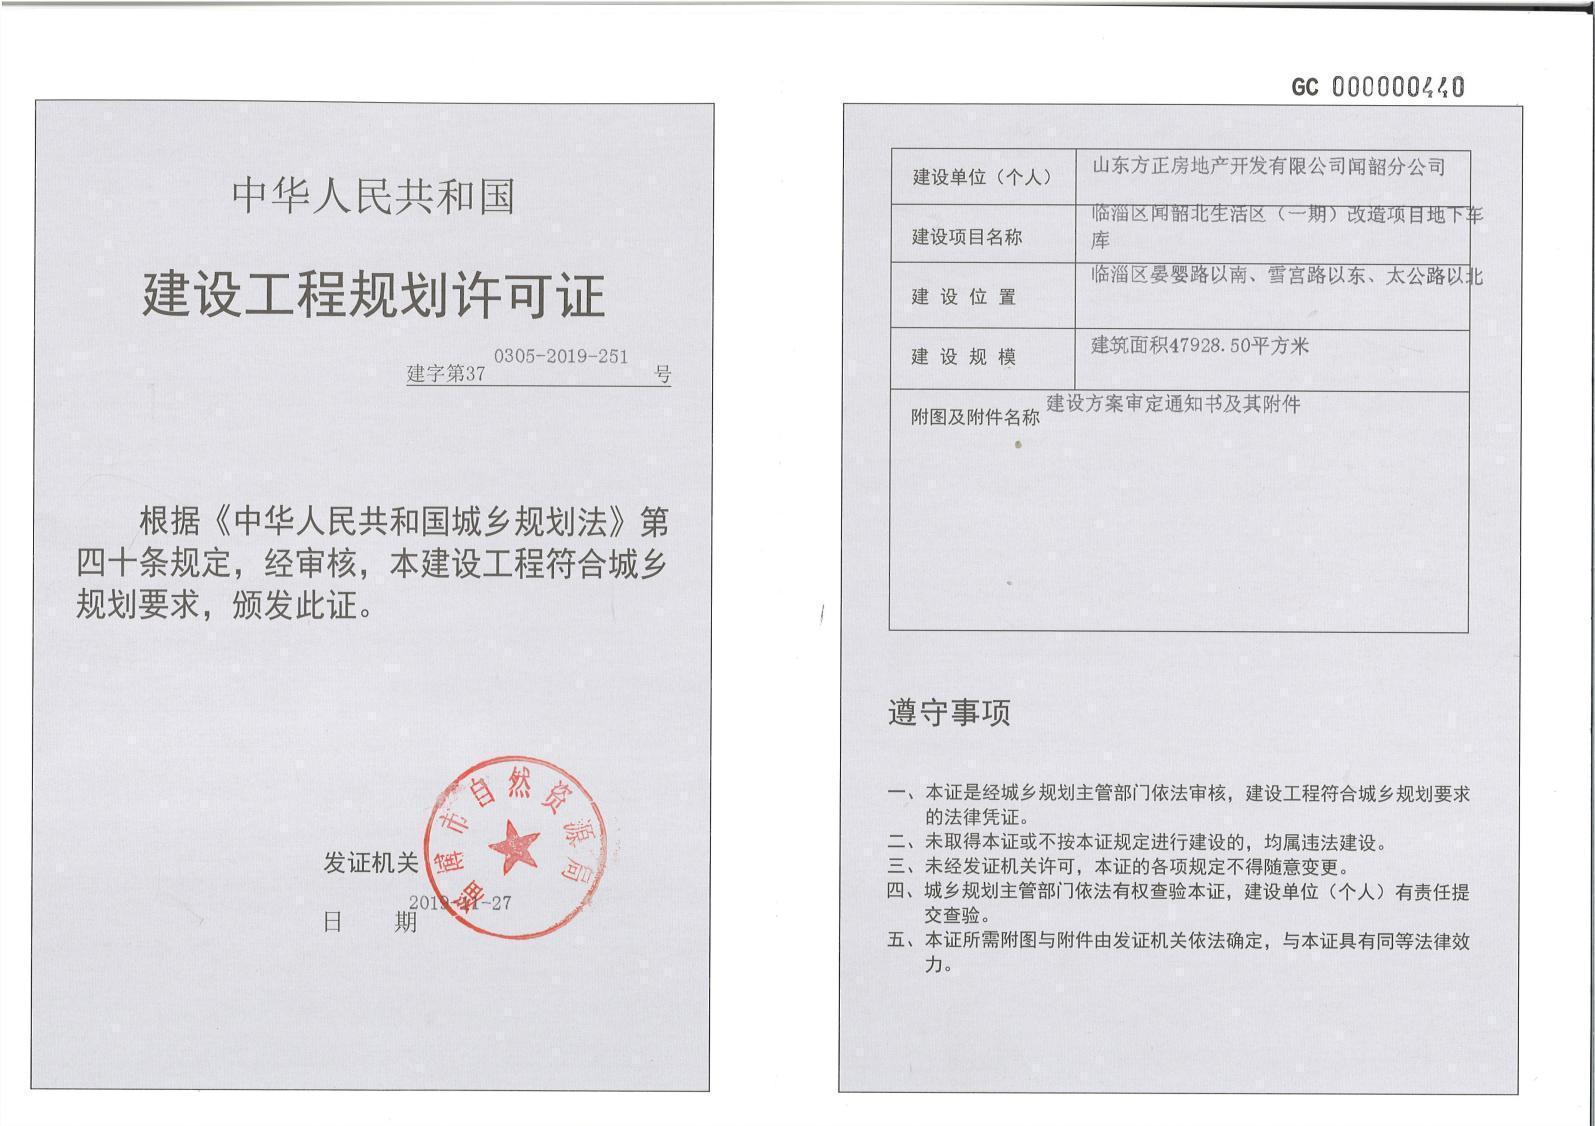 中华人民共和国
建设工程规划许可证
0305-2019-251
建字第37 号
根据《中华人民共和国城乡规划法》第
四十条规定，经审核，本建设工程符合城乡
规划要求，颁发此证。
淄博市自然资源局
发证机关
2019-11-27
日 期
GC 000000440
建设单位（个人）
山东方正房地产开发有限公司闻韶分公司
建设项目名称
临淄区闻韶北生活区（一期）改造项目地下车
库
建设位置
临淄区晏婴路以南、雪宫路以东、太公路以北
建设规模
建筑面积47928.50平方米
附图及附件名称
建设方案审定通知书及其附件
遵守事项
一、本证是经城乡规划主管部门依法审核，建设工程符合城乡规划要求
的法律凭证。
二、未取得本证或不按本证规定进行建设的，均属违法建设。
三、未经发证机关许可，本证的各项规定不得随意变更。
四、城乡规划主管部门依法有权查验本证，建设单位（个人）有责任提
交查验。
五、本证所需附图与附件由发证机关依法确定，与本证具有同等法律效
力。